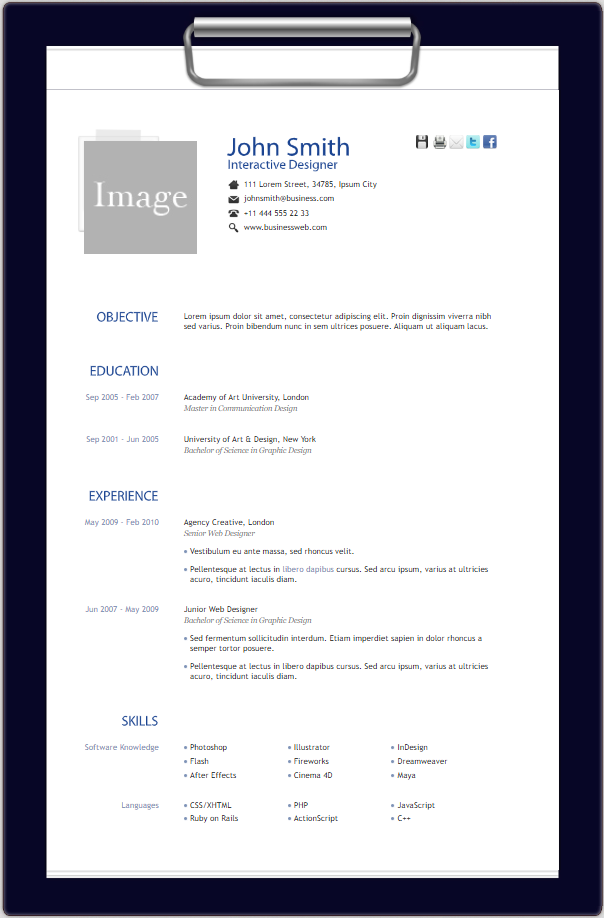 Image
John Smith
Interactive Designer
111 Lorem Street, 34785, Ipsum City
johnsmith@business.com
+11 444 555 22 33
www.businessweb.com
OBJECTIVE
Lorem ipsum dolor sit amet, consectetur adipiscing elit. Proin dignissim viverra nibh
sed varius. Proin bibendum nunc in sem ultrices posuere. Aliquam ut aliquam lacus.
EDUCATION
Sep 2005 - Feb 2007 Academy of Art University, London
Master in Communication Design
Sep 2001 - Jun 2005 University of Art & Design, New York
Bachelor of Science in Graphic Design
EXPERIENCE
May 2009 - Feb 2010 Agency Creative, London
Senior Web Designer
• Vestibulum eu ante massa, sed rhoncus velit.
• Pellentesque at lectus in libero dapibus cursus. Sed arcu ipsum, varius at ultricies
acuro, tincidunt iaculis diam.
Jun 2007 - May 2009 Junior Web Designer
Bachelor of Science in Graphic Design
• Sed fermentum sollicitudin interdum. Etiam imperdiet sapien in dolor rhoncus a
semper tortor posuere.
• Pellentesque at lectus in libero dapibus cursus. Sed arcu ipsum, varius at ultricies
acuro, tincidunt iaculis diam.
SKILLS
Software Knowledge • Photoshop • Illustrator • InDesign
• Flash • Fireworks • Dreamweaver
• After Effects • Cinema 4D • Maya
Languages • CSS/XHTML • PHP • JavaScript
• Ruby on Rails • ActionScript • C++